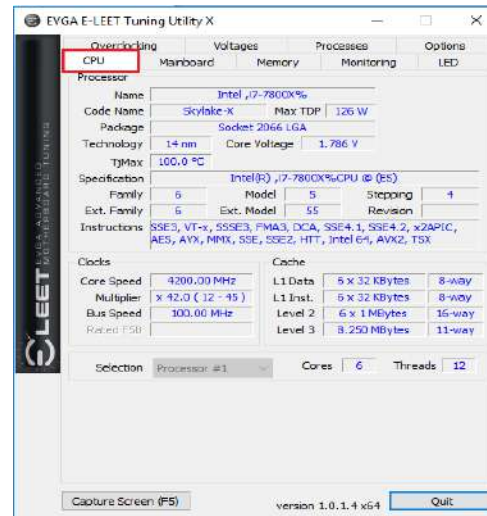 EVGA E-LEET Tuning Utility X
Overclocking Voltages Processes Options
CPU Mainboard Memory Monitoring LED
Processor
Name Intel ,i7-7800X%
Code Name Skylake-X Max TDP 126 W
Package Socket 2066 LGA
Technology 14 nm Core Voltage 1.786 V
TjMax 100.0 °C
Specification Intel(R) ,i7-7800X%CPU @ (ES)
Family 6 Model 5 Stepping 4
Ext. Family 6 Ext. Model 55 Revision
Instructions SSE3, VT-x, SSSE3, FMA3, DCA, SSE4.1, SSE4.2, x2APIC,
AES, AVX, MMX, SSE, SSE2, HTT, Intel 64, AVX2, TSX
Clocks Cache
Core Speed 4200.00 MHz L1 Data 6 x 32 KBytes 8-way
Multiplier x 42.0 ( 12 - 45 ) L1 Inst. 6 x 32 KBytes 8-way
Bus Speed 100.00 MHz Level 2 6 x 1 MBytes 16-way
Rated FSB Level 3 8.250 MBytes 11-way
Selection Processor #1 Cores 6 Threads 12
Capture Screen (F5) version 1.0.1.4 x64 Quit
ELEET EVGA ADVANCED
MOTHERBOARD TUNING